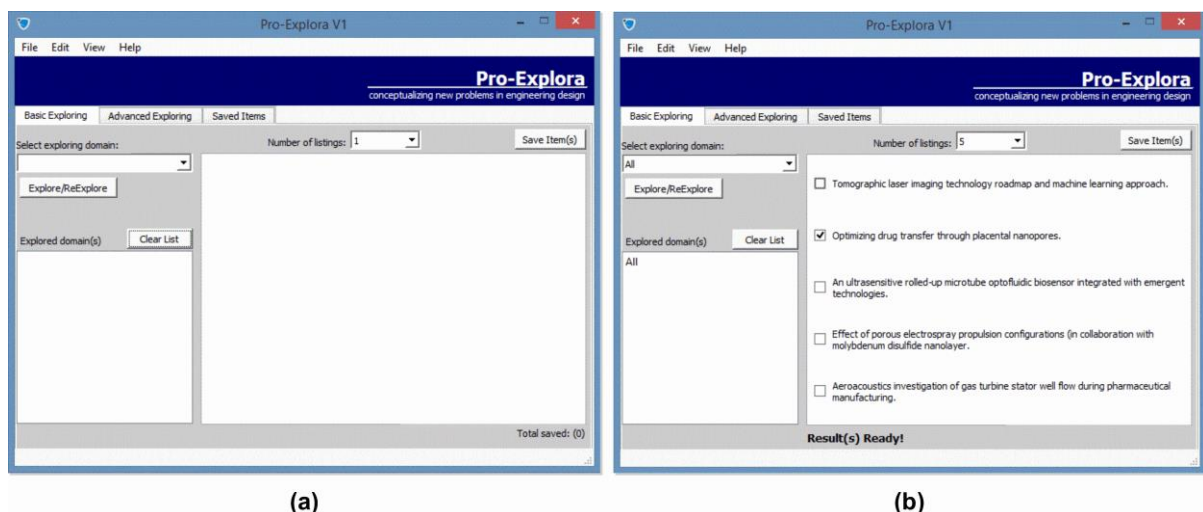 Pro-Explora V1
File Edit View Help
Pro-Explora
conceptualizing new problems in engineering design
Basic Exploring Advanced Exploring Saved Items
Select exploring domain:
Number of listings: 1
Save Item(s)
Explore/ReExplore
Explored domain(s)
Clear List
Total saved: (0)
(a)
Pro-Explora V1
File Edit View Help
Pro-Explora
conceptualizing new problems in engineering design
Basic Exploring Advanced Exploring Saved Items
Select exploring domain:
Number of listings: 5
Save Item(s)
All
Explore/ReExplore
Explored domain(s)
Clear List
All
Tomographic laser imaging technology roadmap and machine learning approach.
Optimizing drug transfer through placental nanopores.
An ultrasensitive rolled-up microtube optofluidic biosensor integrated with emergent
technologies.
Effect of porous electrospray propulsion configurations (in collaboration with
molybdenum disulfide nanolayer.
Aeroacoustics investigation of gas turbine stator well flow during pharmaceutical
manufacturing.
Result(s) Ready!
(b)